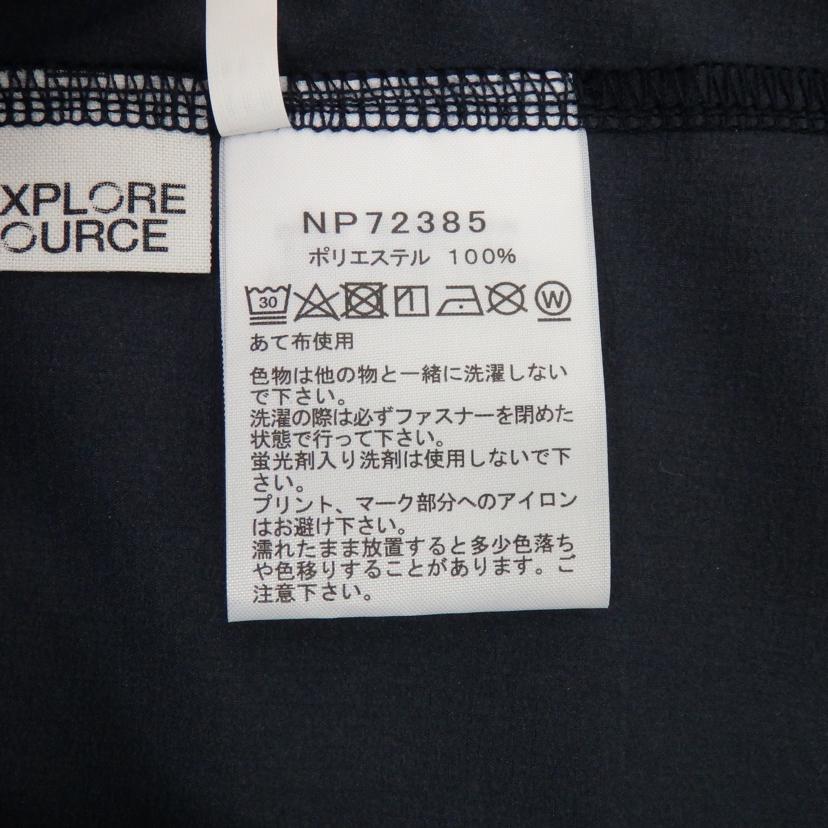 XPLORE
OURCE
NP72385
ポリエステル 100%
30 W
あて布使用
色物は他の物と一緒に洗濯しない
で下さい。
洗濯の際は必ずファスナーを閉めた
状態で行って下さい。
蛍光剤入り洗剤は使用しないで下
さい。
プリント、マーク部分へのアイロン
はお避け下さい。
濡れたまま放置すると多少色落ち
や色移りすることがあります。ご
注意下さい。